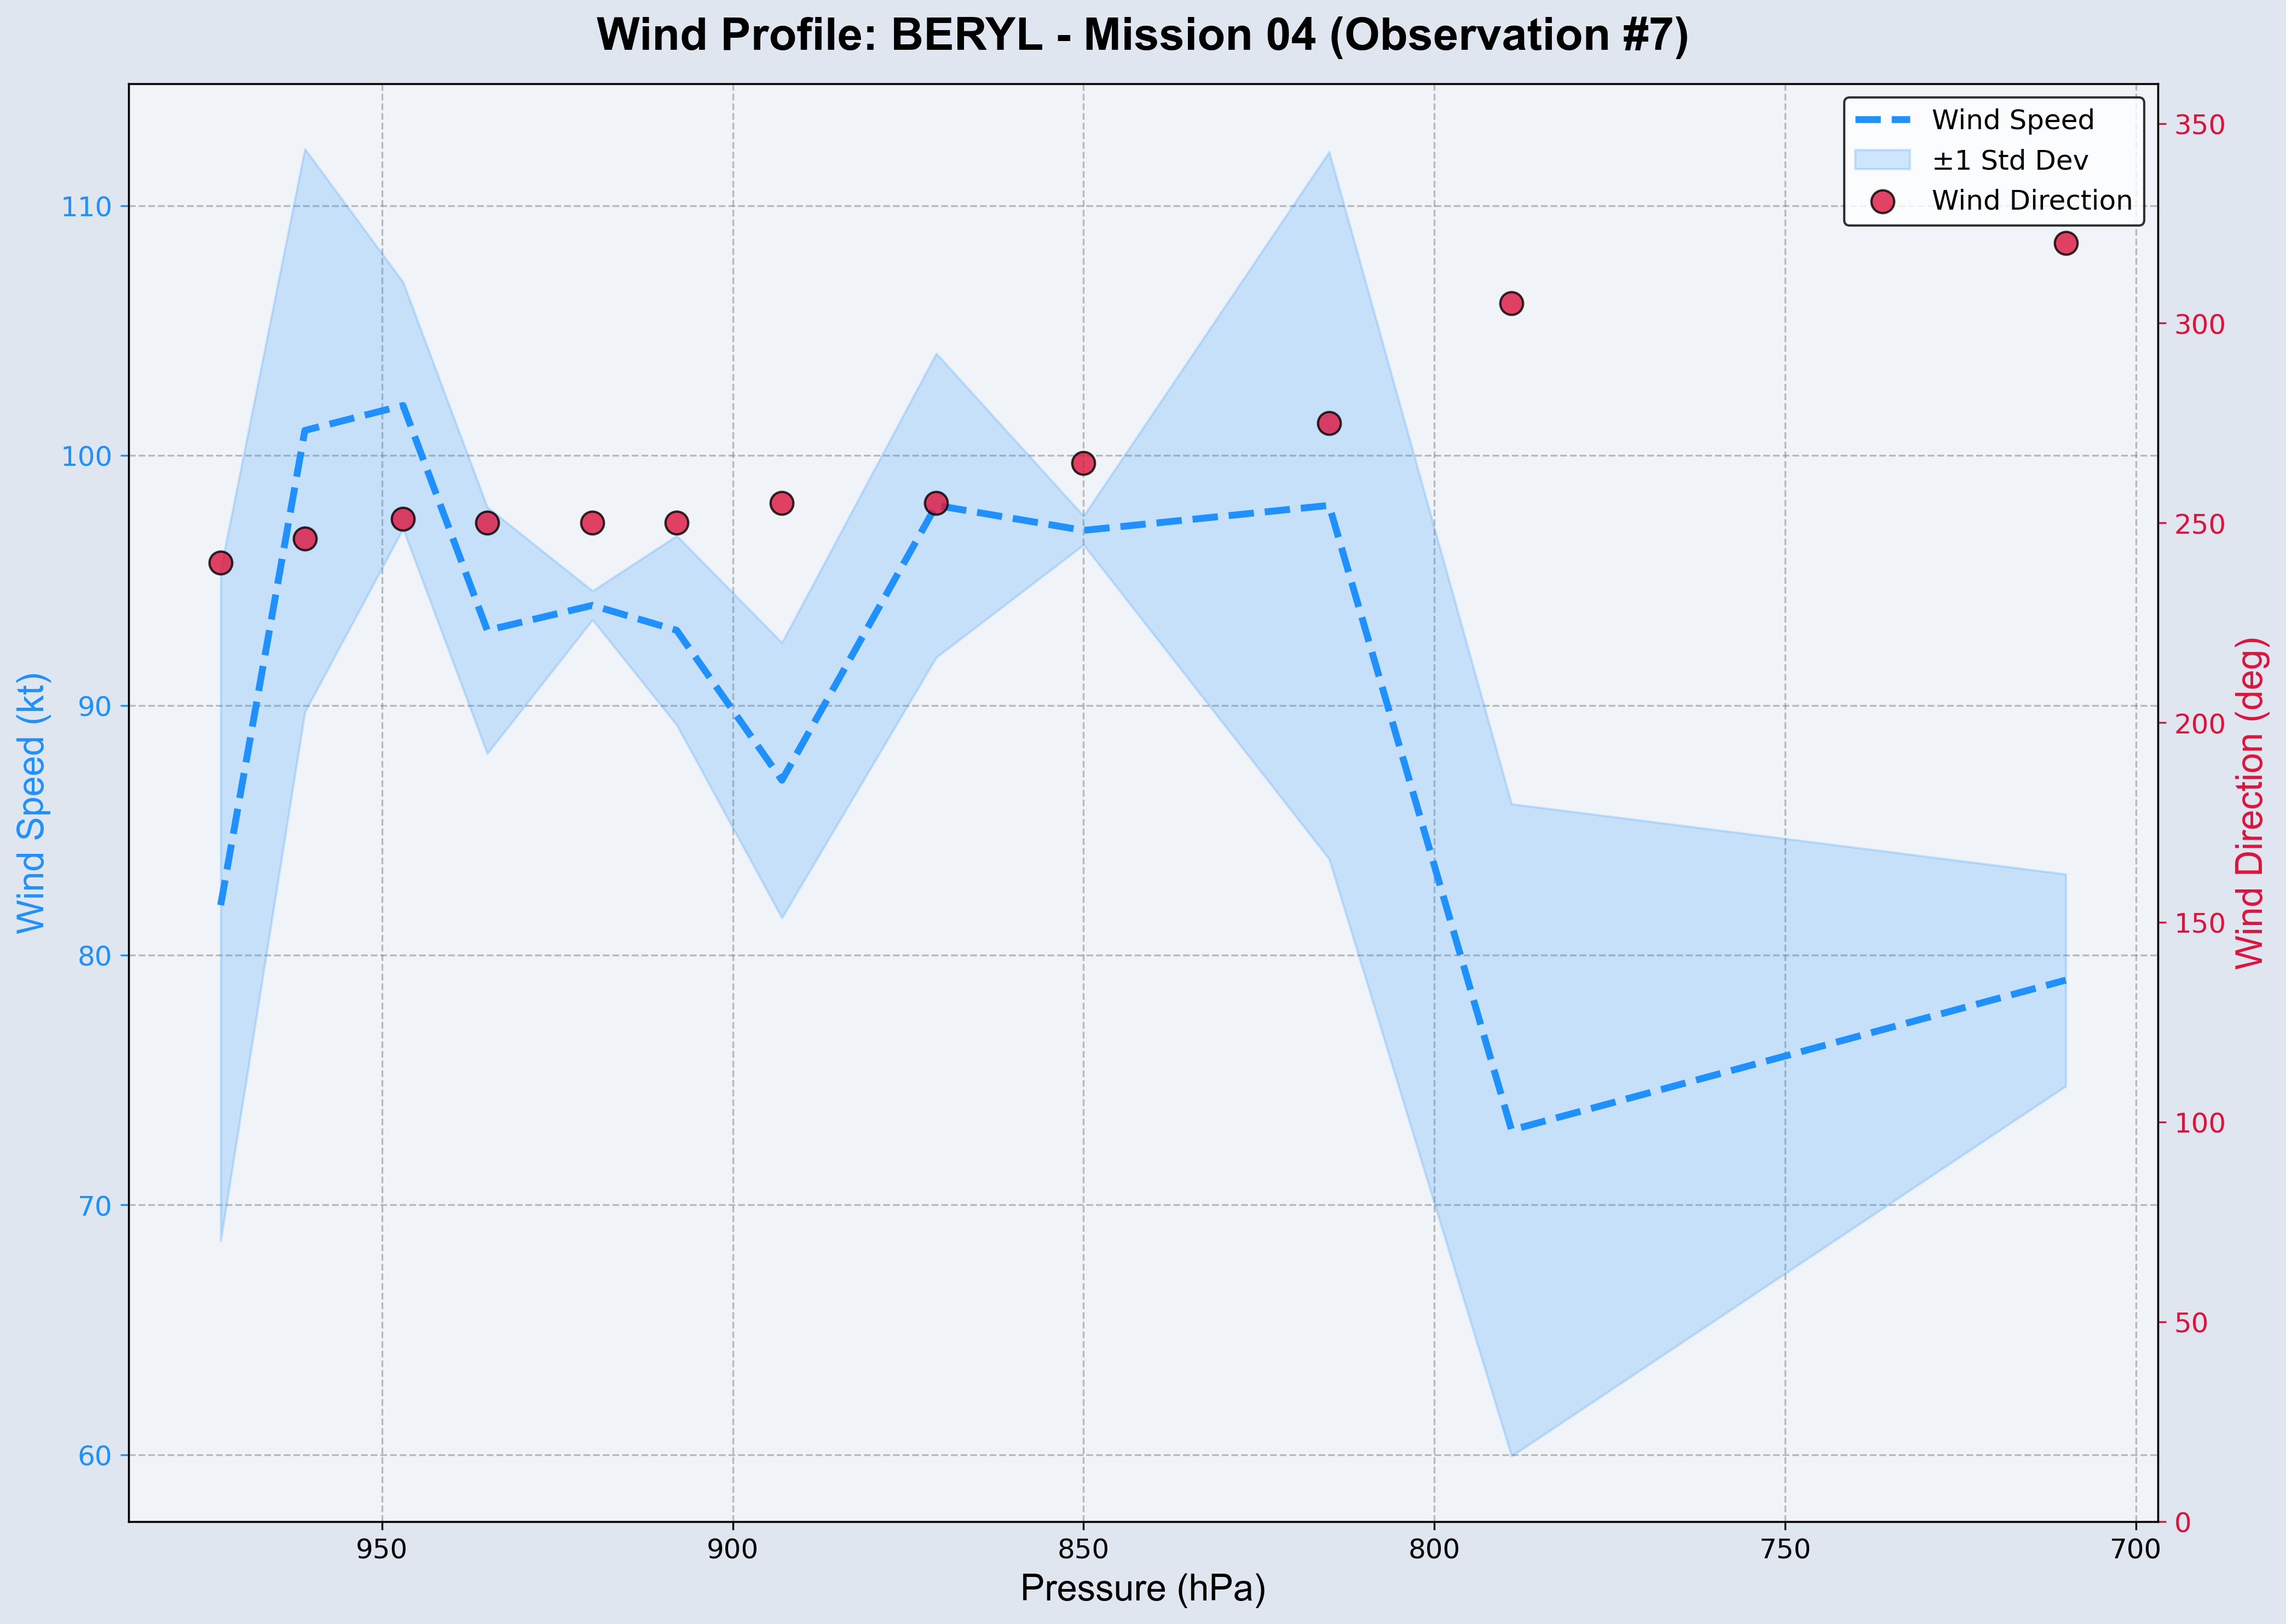 Wind Profile: BERYL - Mission 04 (Observation #7)
Wind Speed
±1 Std Dev
Wind Direction
110
100
90
80
70
60
Wind Speed (kt)
350
300
250
200
150
100
50
0
Wind Direction (deg)
950 900 850 800 750 700
Pressure (hPa)